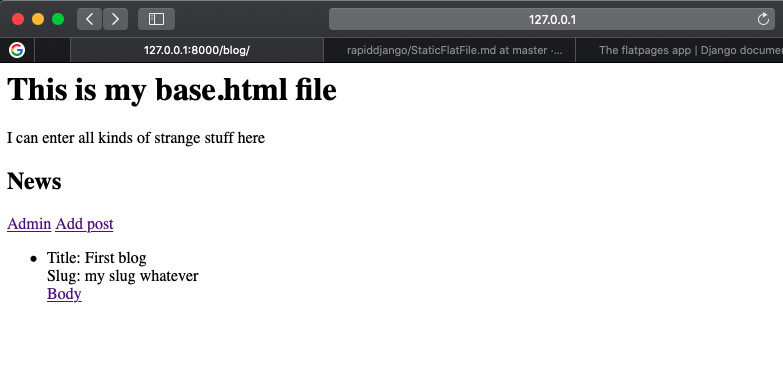 127.0.0.1
G
127.0.0.1:8000/blog/
rapiddjango/StaticFlatFile.md at master ·...
The flatpages app | Django documen
This is my base.html file
I can enter all kinds of strange stuff here
News
Admin Add post
Title: First blog
Slug: my slug whatever
Body